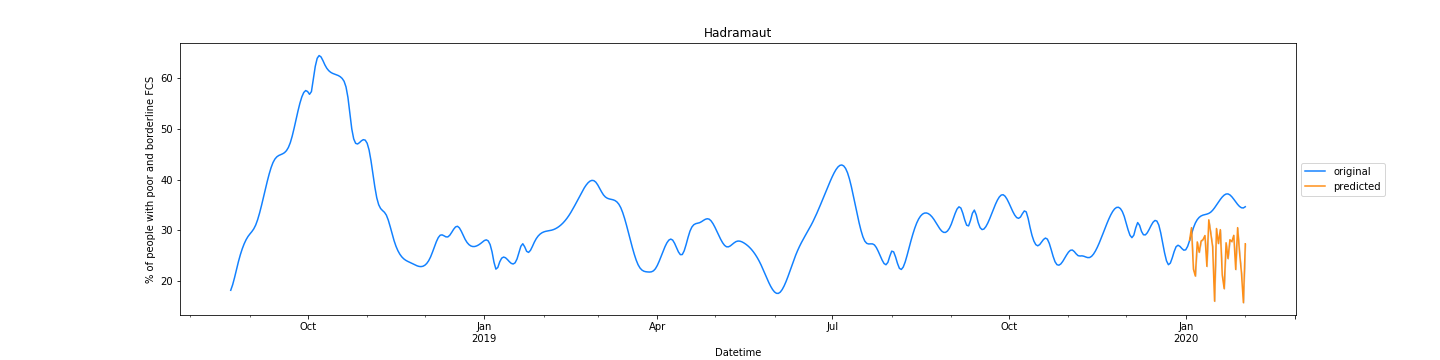 Hadramaut
% of people with poor and borderline FCS
60
50
40
30
20
Oct
Jan
2019
Apr
Jul
Oct
Jan
2020
Datetime
original
predicted